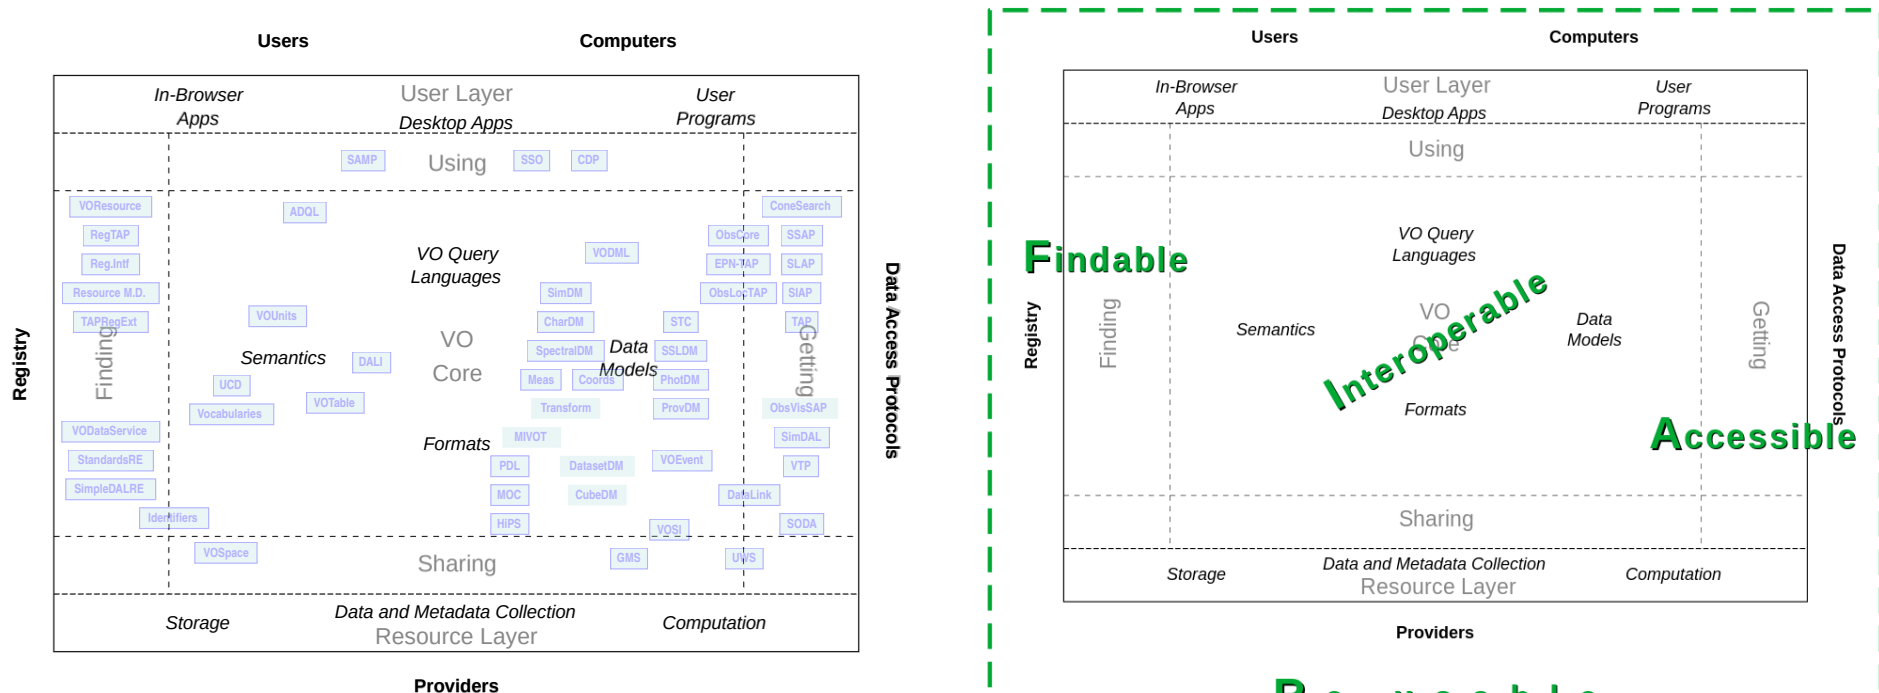 Users
Computers
In-Browser
Apps
User Layer
Desktop Apps
User
Programs
SAMP
Using
SSO
CDP
VOResource
RegTAP
Reg.Intf
Resource M.D.
TAPRegExt
Finding
VODataService
StandardsRE
SimpleDALRE
Identifiers
Registry
ADQL
VOUnits
Semantics
DALI
UCD
VOTable
Vocabularies
VO Query
Languages
VO
Core
Formats
VODML
SimDM
CharDM
STC
SpectralDM
Data
Models
SSLDM
Meas
Coords
PhotDM
Transform
ProvDM
MIVOT
PDL
DatasetDM
VOEvent
MOC
CubeDM
HiPS
VOSI
ConeSearch
ObsCore
SSAP
EPN-TAP
SLAP
ObsLocTAP
SIAP
TAP
Getting
ObsVisSAP
SimDAL
VTP
DataLink
SODA
Data Access Protocols
VOSpace
Sharing
GMS
UWS
Storage
Data and Metadata Collection
Resource Layer
Computation
Providers
Users
Computers
In-Browser
Apps
User Layer
Desktop Apps
User
Programs
Using
Findable
VO Query
Languages
Registry
Finding
Semantics
VO
Core
Interoperable
Data
Models
Getting
Data Access Protocols
Formats
Accessible
Sharing
Storage
Data and Metadata Collection
Resource Layer
Computation
Providers